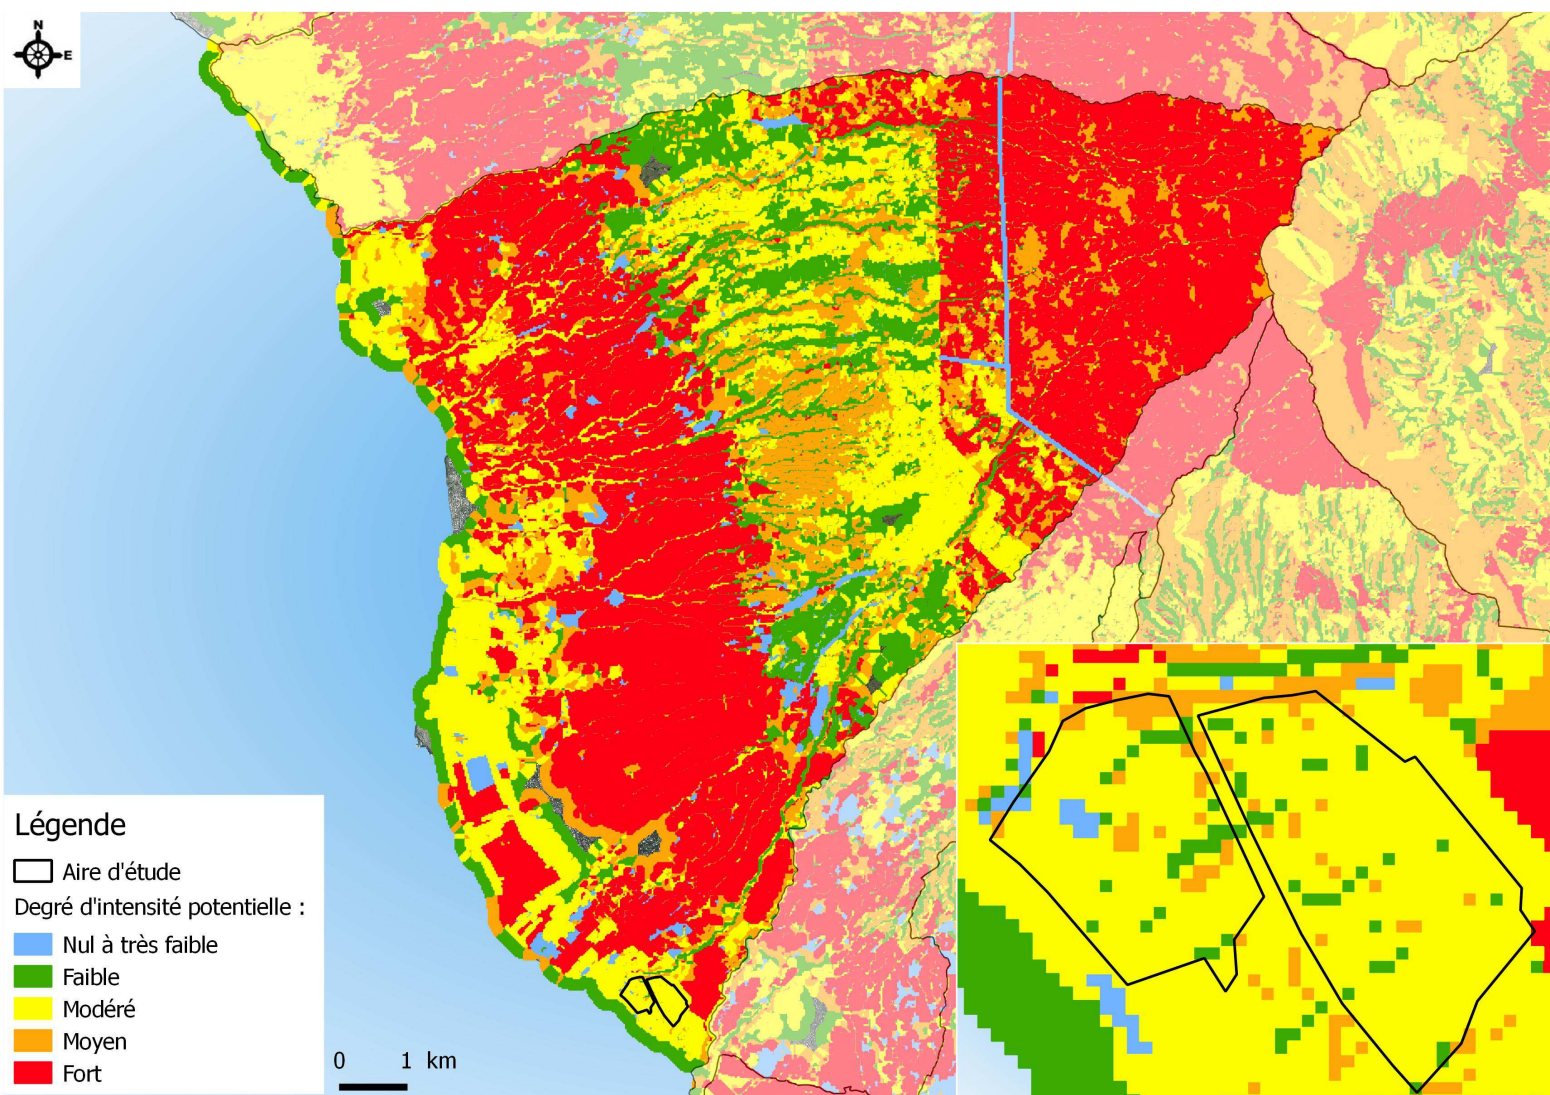 N
E
Légende
Aire d'étude
Degré d'intensité potentielle :
Nul à très faible
Faible
Modéré
Moyen
Fort
0 1 km